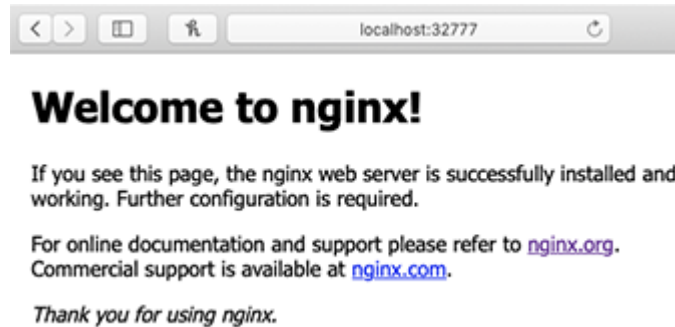 localhost:32777
Welcome to nginx!
If you see this page, the nginx web server is successfully installed and
working. Further configuration is required.
For online documentation and support please refer to nginx.org.
Commercial support is available at nginx.com.
Thank you for using nginx.